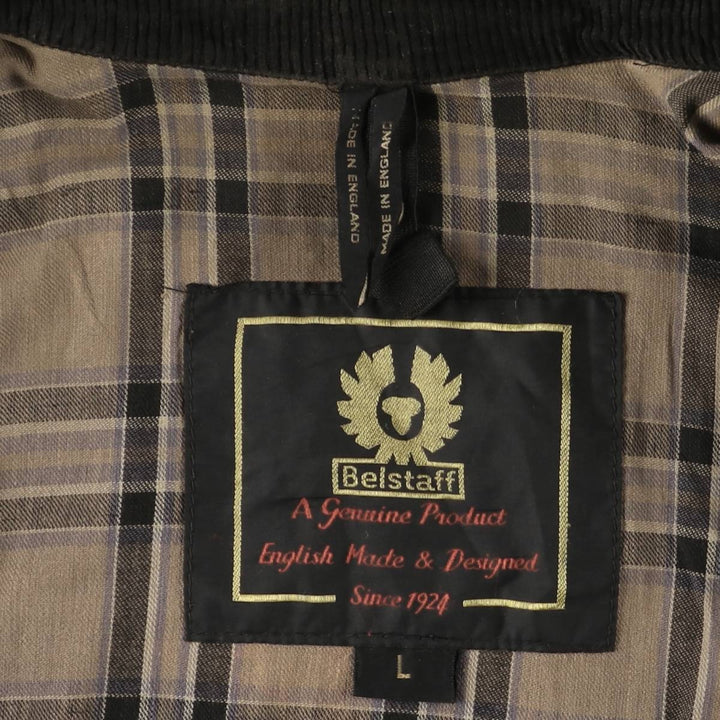 MADE IN ENGLAND
MADE IN ENGLAND
Belstaff
A Genuine Product
English Made & Designed
Since 1924
L